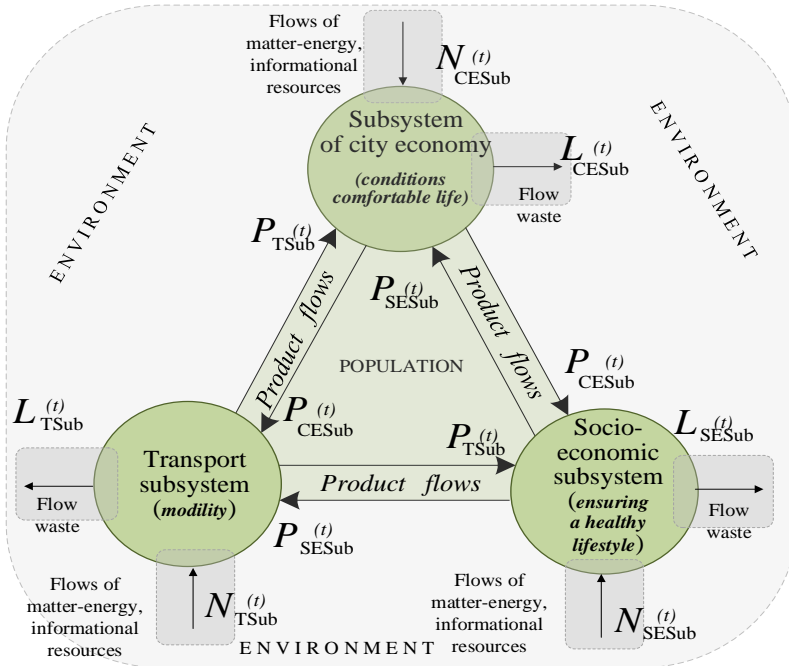 Flows of
matter-energy,
informational
resources
N(t)
CESub
Subsystem
of city economy
(conditions
comfortable life)
L(t)
CESub
Flow
waste
ENVIRONMENT
ENVIRONMENT
P(t)
TSub
P(t)
SESub
Product flows
Product flows
POPULATION
P(t)
CESub
P(t)
CESub
L(t)
TSub
Transport
subsystem
(modility)
Flow
waste
P(t)
TSub
Product flows
P(t)
SESub
Socio-
economic
subsystem
(ensuring
a healthy
lifestyle)
L(t)
SESub
Flow
waste
Flows of
matter-energy,
informational
resources
N(t)
TSub
Flows of
matter-energy,
informational
resources
N(t)
SESub
ENVIRONMENT